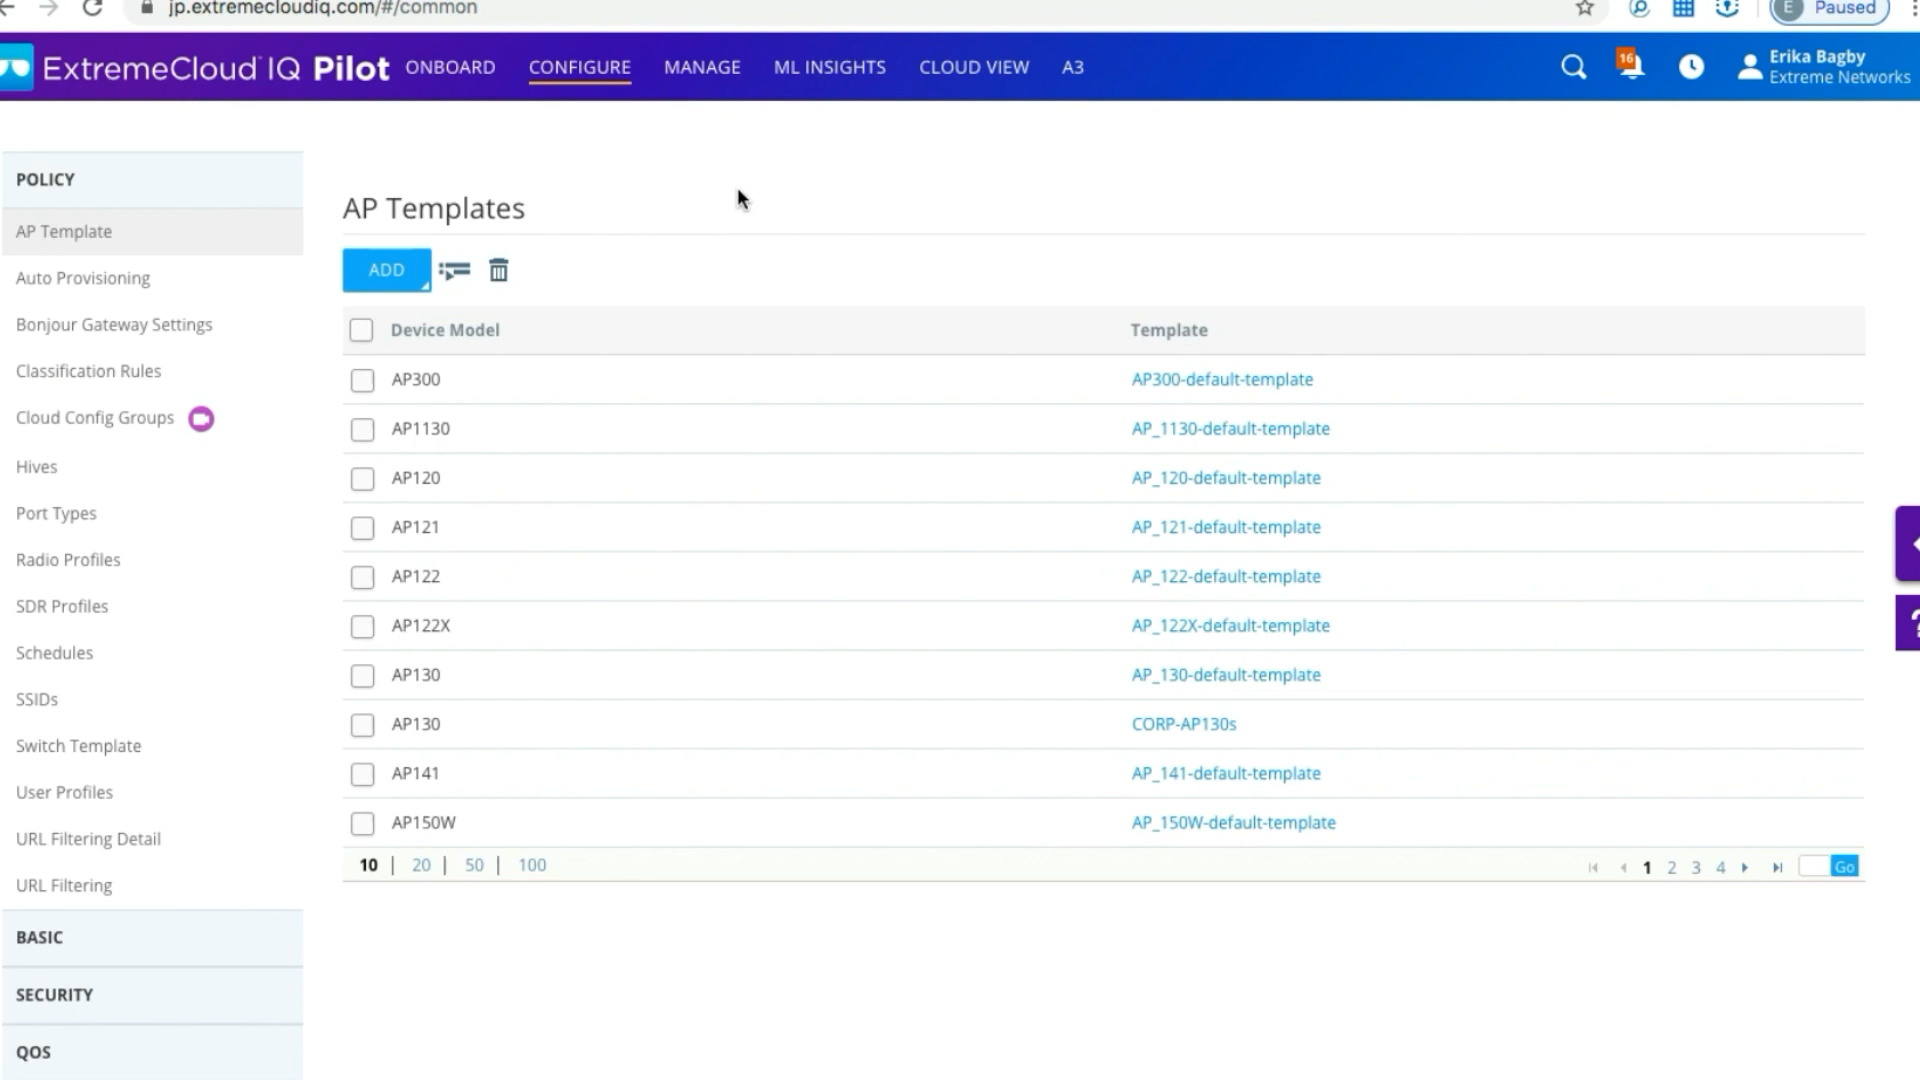 jp.extremecloudiq.com/#/common
E Paused
ExtremeCloud IQ Pilot ONBOARD CONFIGURE MANAGE ML INSIGHTS CLOUD VIEW A3
16
Erika Bagby
Extreme Networks
POLICY
AP Template
Auto Provisioning
Bonjour Gateway Settings
Classification Rules
Cloud Config Groups
Hives
Port Types
Radio Profiles
SDR Profiles
Schedules
SSIDs
Switch Template
User Profiles
URL Filtering Detail
URL Filtering
BASIC
SECURITY
QOS
AP Templates
ADD
Device Model Template
AP300 AP300-default-template
AP1130 AP_1130-default-template
AP120 AP_120-default-template
AP121 AP_121-default-template
AP122 AP_122-default-template
AP122X AP_122X-default-template
AP130 AP_130-default-template
AP130 CORP-AP130s
AP141 AP_141-default-template
AP150W AP_150W-default-template
10 | 20 | 50 | 100
1 2 3 4 Go
?